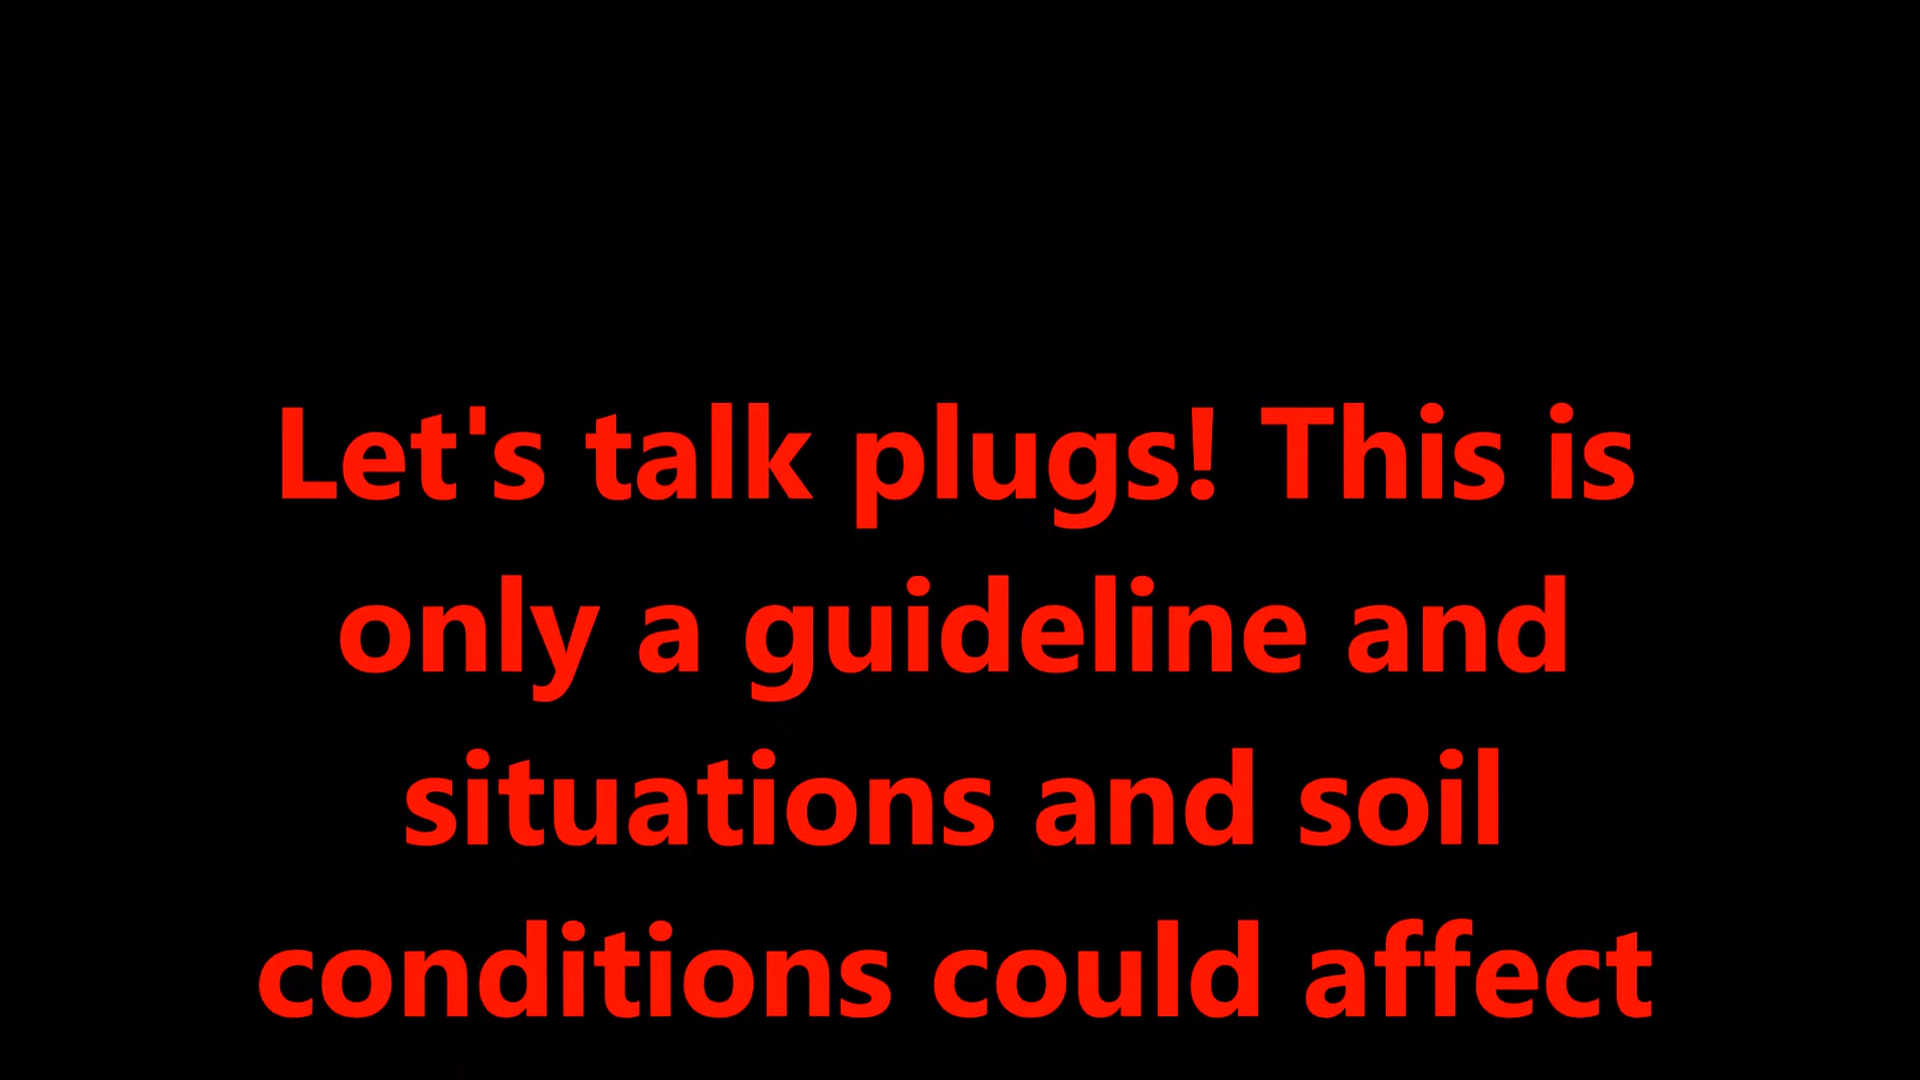 Let's talk plugs! This is
only a guideline and
situations and soil
conditions could affect